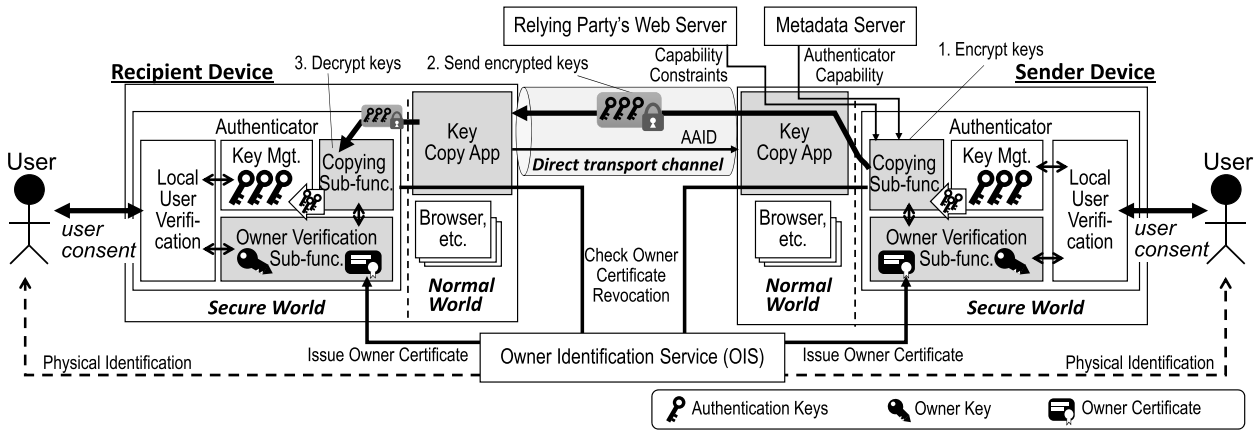 Relying Party's Web Server
Metadata Server
Capability
Constraints
Authenticator
Capability
1. Encrypt keys
2. Send encrypted keys
3. Decrypt keys
Recipient Device
Sender Device
User
user
consent
Authenticator
Local
User
Verifi-
cation
Key Mgt.
Copying
Sub-func.
Owner Verification
Sub-func.
Secure World
Key
Copy App
Browser,
etc.
Normal
World
AAID
Direct transport channel
Check Owner
Certificate
Revocation
Key
Copy App
Browser,
etc.
Normal
World
Authenticator
Copying
Sub-func.
Key Mgt.
Local
User
Verifi-
cation
Owner Verification
Sub-func.
Secure World
User
user
consent
Physical Identification
Issue Owner Certificate
Owner Identification Service (OIS)
Issue Owner Certificate
Physical Identification
Authentication Keys
Owner Key
Owner Certificate